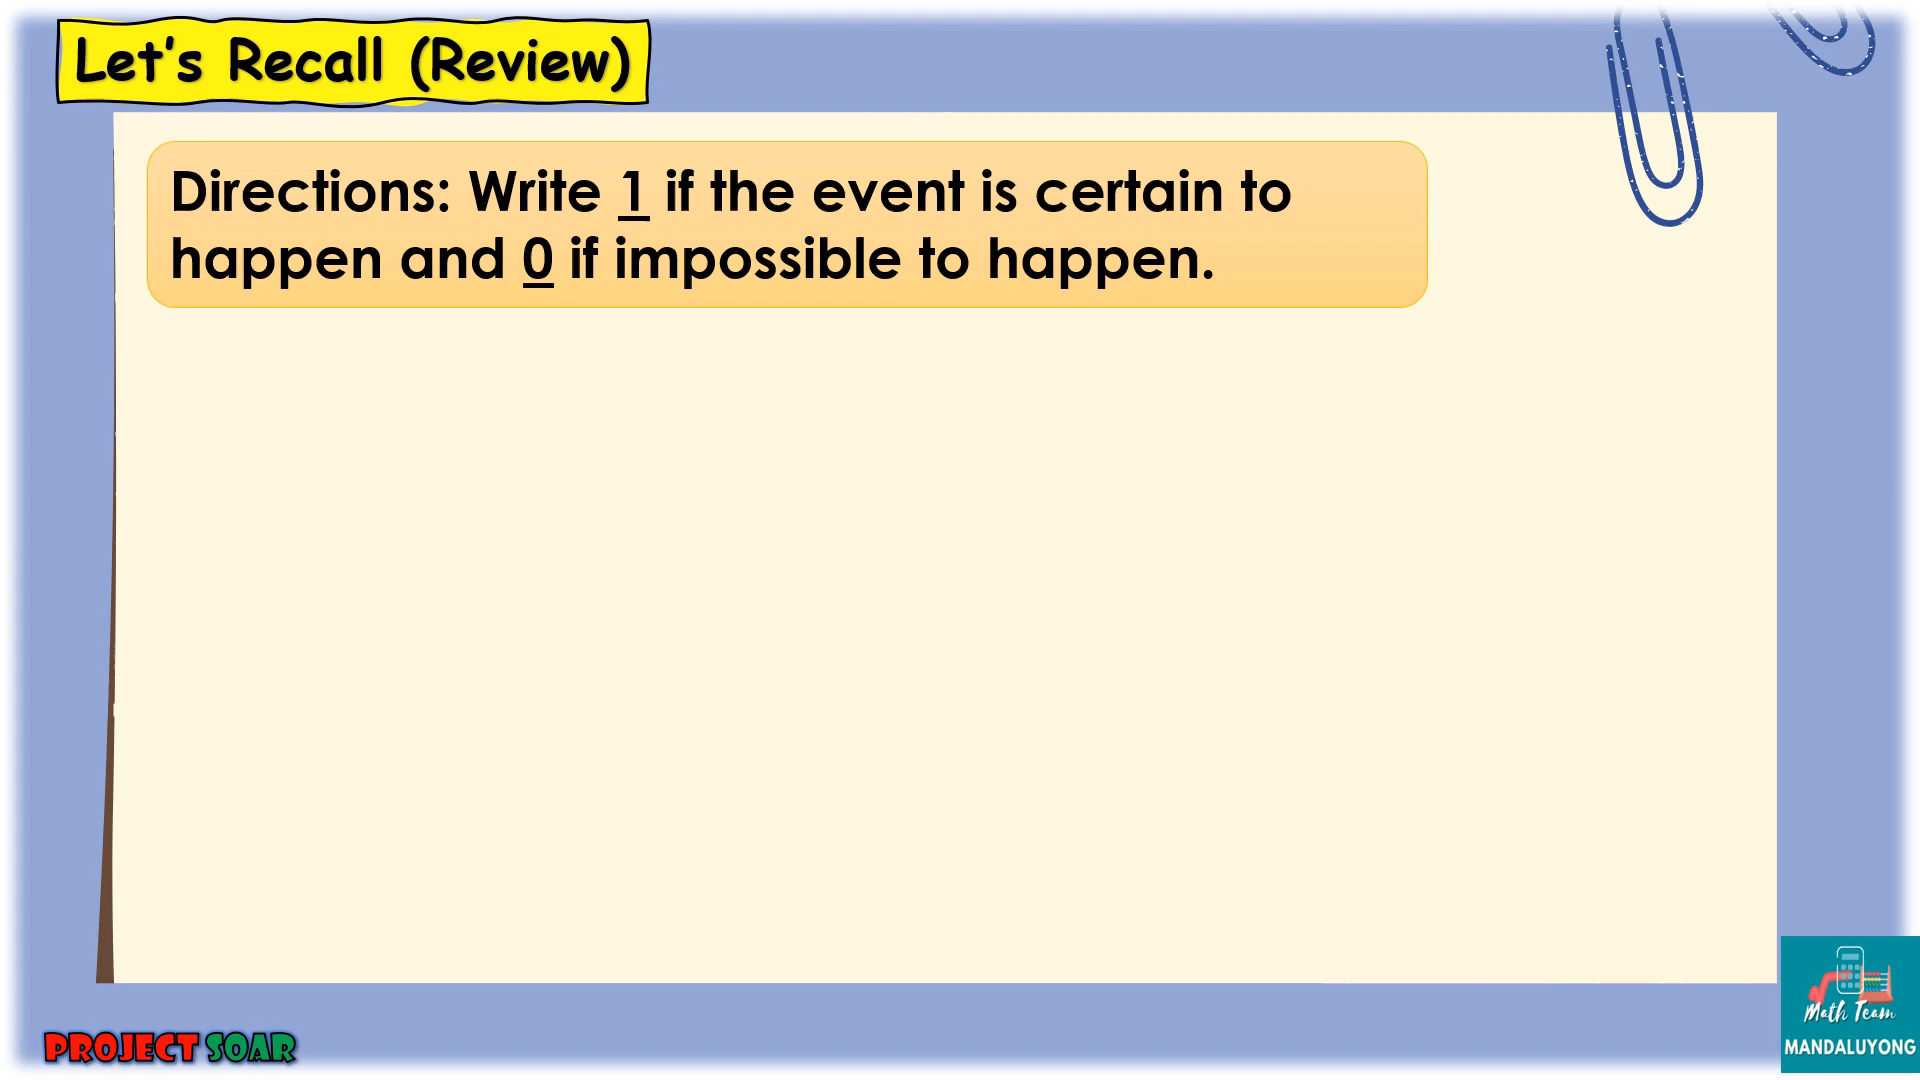 Let's Recall (Review)
Directions: Write 1 if the event is certain to
happen and 0 if impossible to happen.
PROJECT SOAR
Math Team
MANDALUYONG